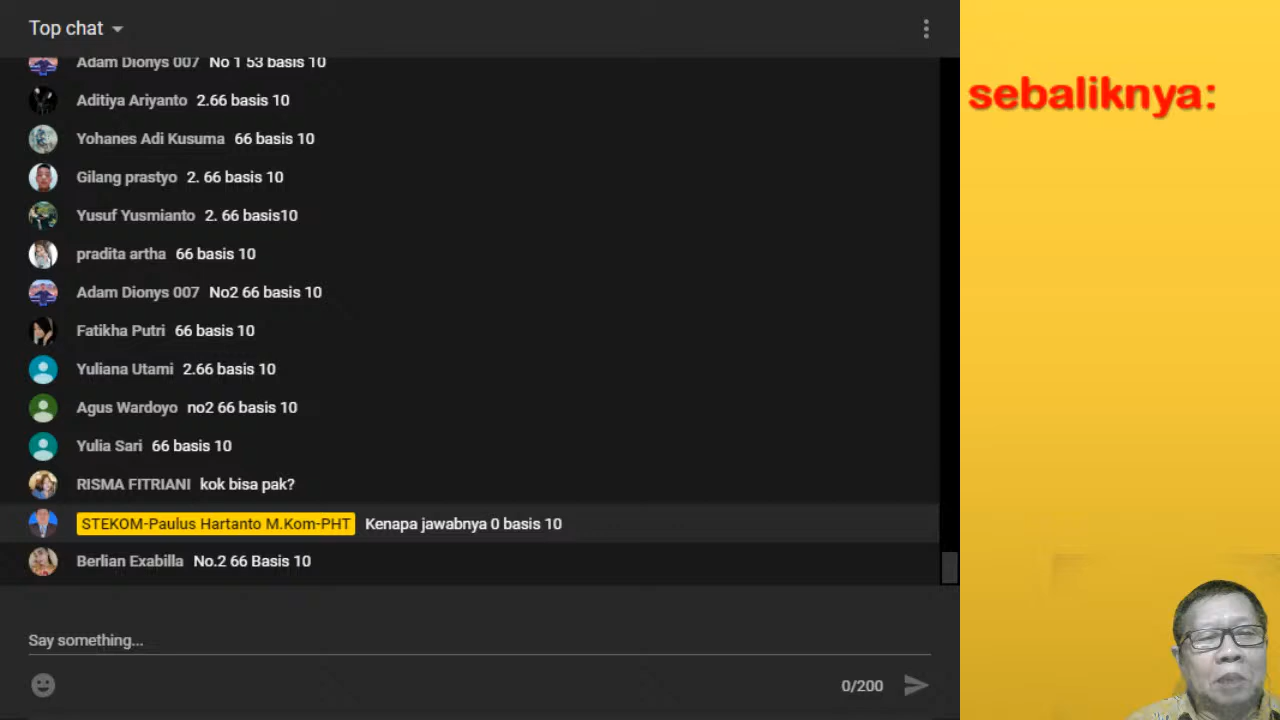 Top chat
Adam Dionys 007 No 1 53 basis 10
Aditiya Ariyanto 2.66 basis 10
Yohanes Adi Kusuma 66 basis 10
Gilang prastyo 2. 66 basis 10
Yusuf Yusmianto 2. 66 basis10
pradita artha 66 basis 10
Adam Dionys 007 No2 66 basis 10
Fatikha Putri 66 basis 10
Yuliana Utami 2.66 basis 10
Agus Wardoyo no2 66 basis 10
Yulia Sari 66 basis 10
RISMA FITRIANI kok bisa pak?
STEKOM-Paulus Hartanto M.Kom-PHT Kenapa jawabnya 0 basis 10
Berlian Exabilla No.2 66 Basis 10
Say something...
0/200
sebaliknya: